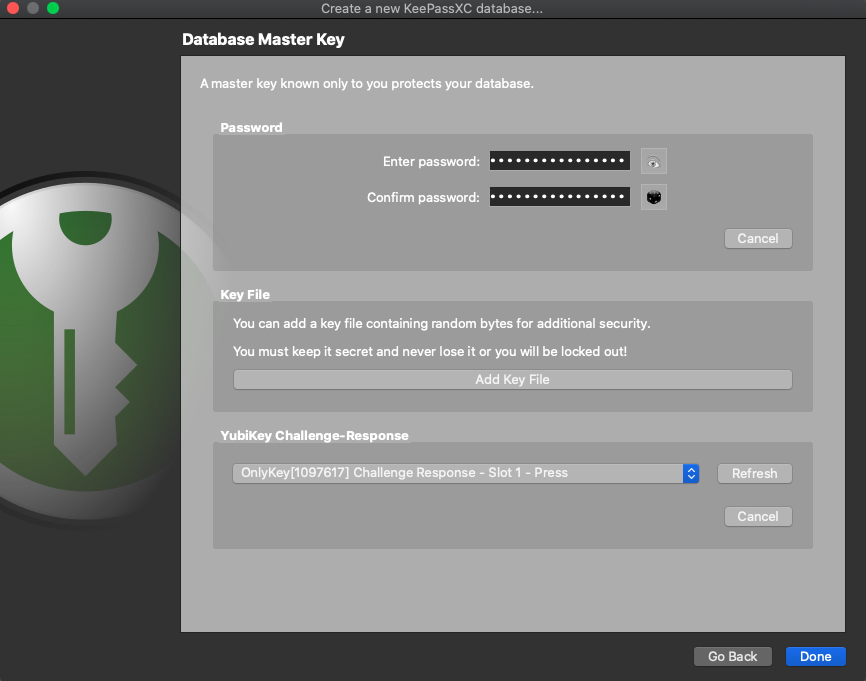 Create a new KeePassXC database...
Database Master Key
A master key known only to you protects your database.
Password
Enter password:
Confirm password:
Cancel
Key File
You can add a key file containing random bytes for additional security.
You must keep it secret and never lose it or you will be locked out!
Add Key File
YubiKey Challenge-Response
OnlyKey[1097617] Challenge Response - Slot 1 - Press
Refresh
Cancel
Go Back
Done